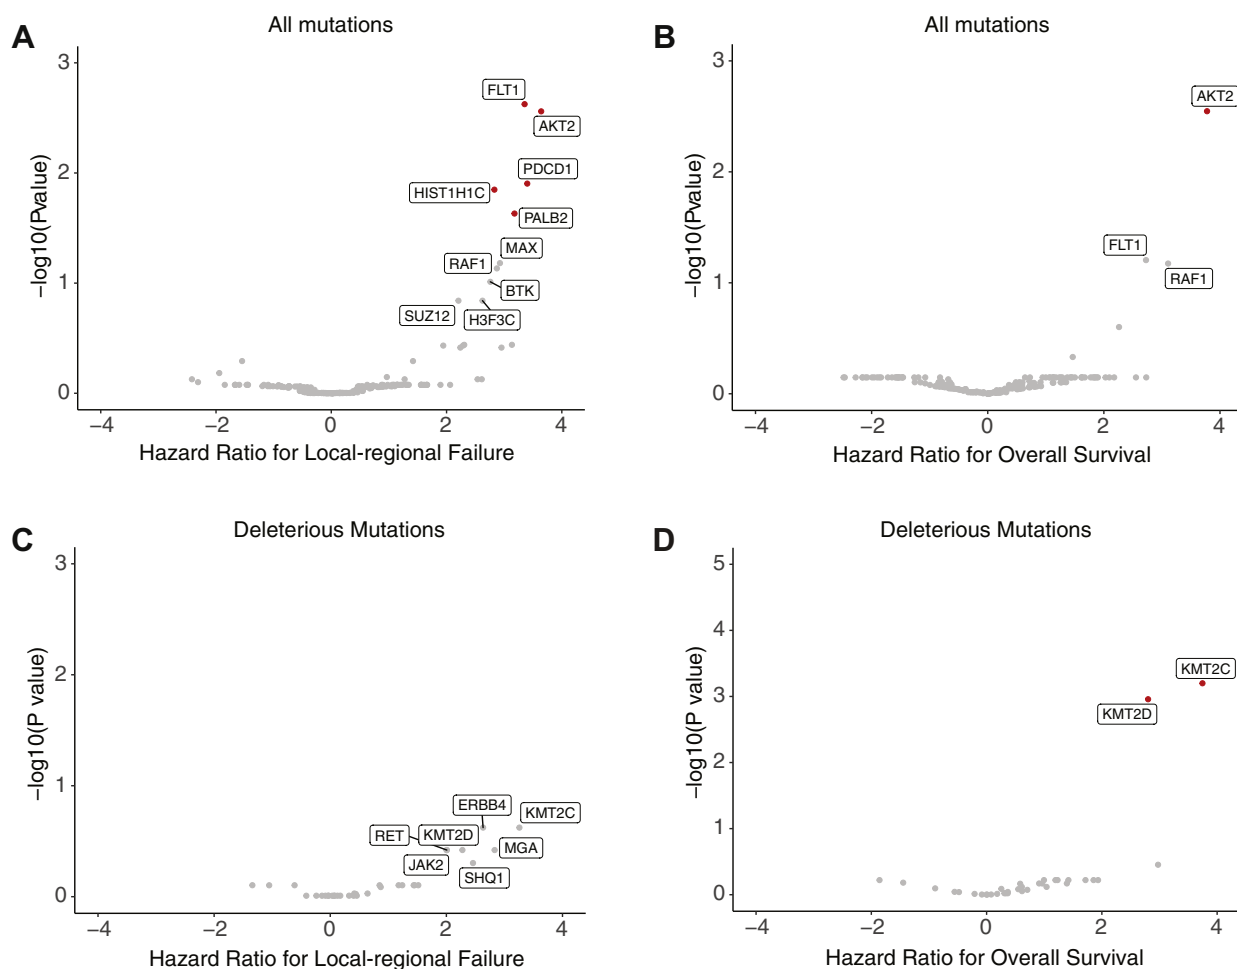 A
All mutations
3
2
1
0
−log10(Pvalue)
FLT1
AKT2
PDCD1
HIST1H1C
PALB2
MAX
RAF1
BTK
SUZ12
H3F3C
−4
−2
0
2
4
Hazard Ratio for Local-regional Failure
B
All mutations
3
2
1
0
−log10(Pvalue)
AKT2
FLT1
RAF1
−4
−2
0
2
4
Hazard Ratio for Overall Survival
C
Deleterious Mutations
3
2
1
0
−log10(P value)
ERBB4
KMT2C
RET
KMT2D
MGA
JAK2
SHQ1
−4
−2
0
2
4
Hazard Ratio for Local-regional Failure
D
Deleterious Mutations
5
4
3
2
1
0
−log10(P value)
KMT2C
KMT2D
−4
−2
0
2
4
Hazard Ratio for Overall Survival